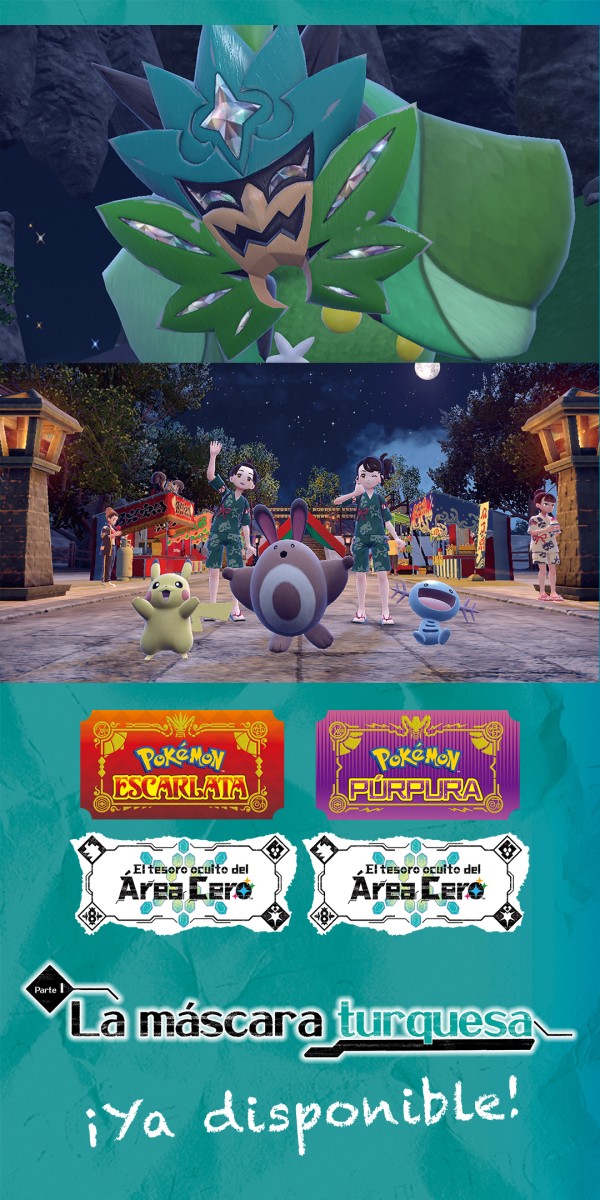 POKÉMON
ESCARLATA
POKÉMON
PÚRPURA
El tesoro oculto del
Área Cero
El tesoro oculto del
Área Cero
Parte I
La máscara turquesa
¡Ya disponible!